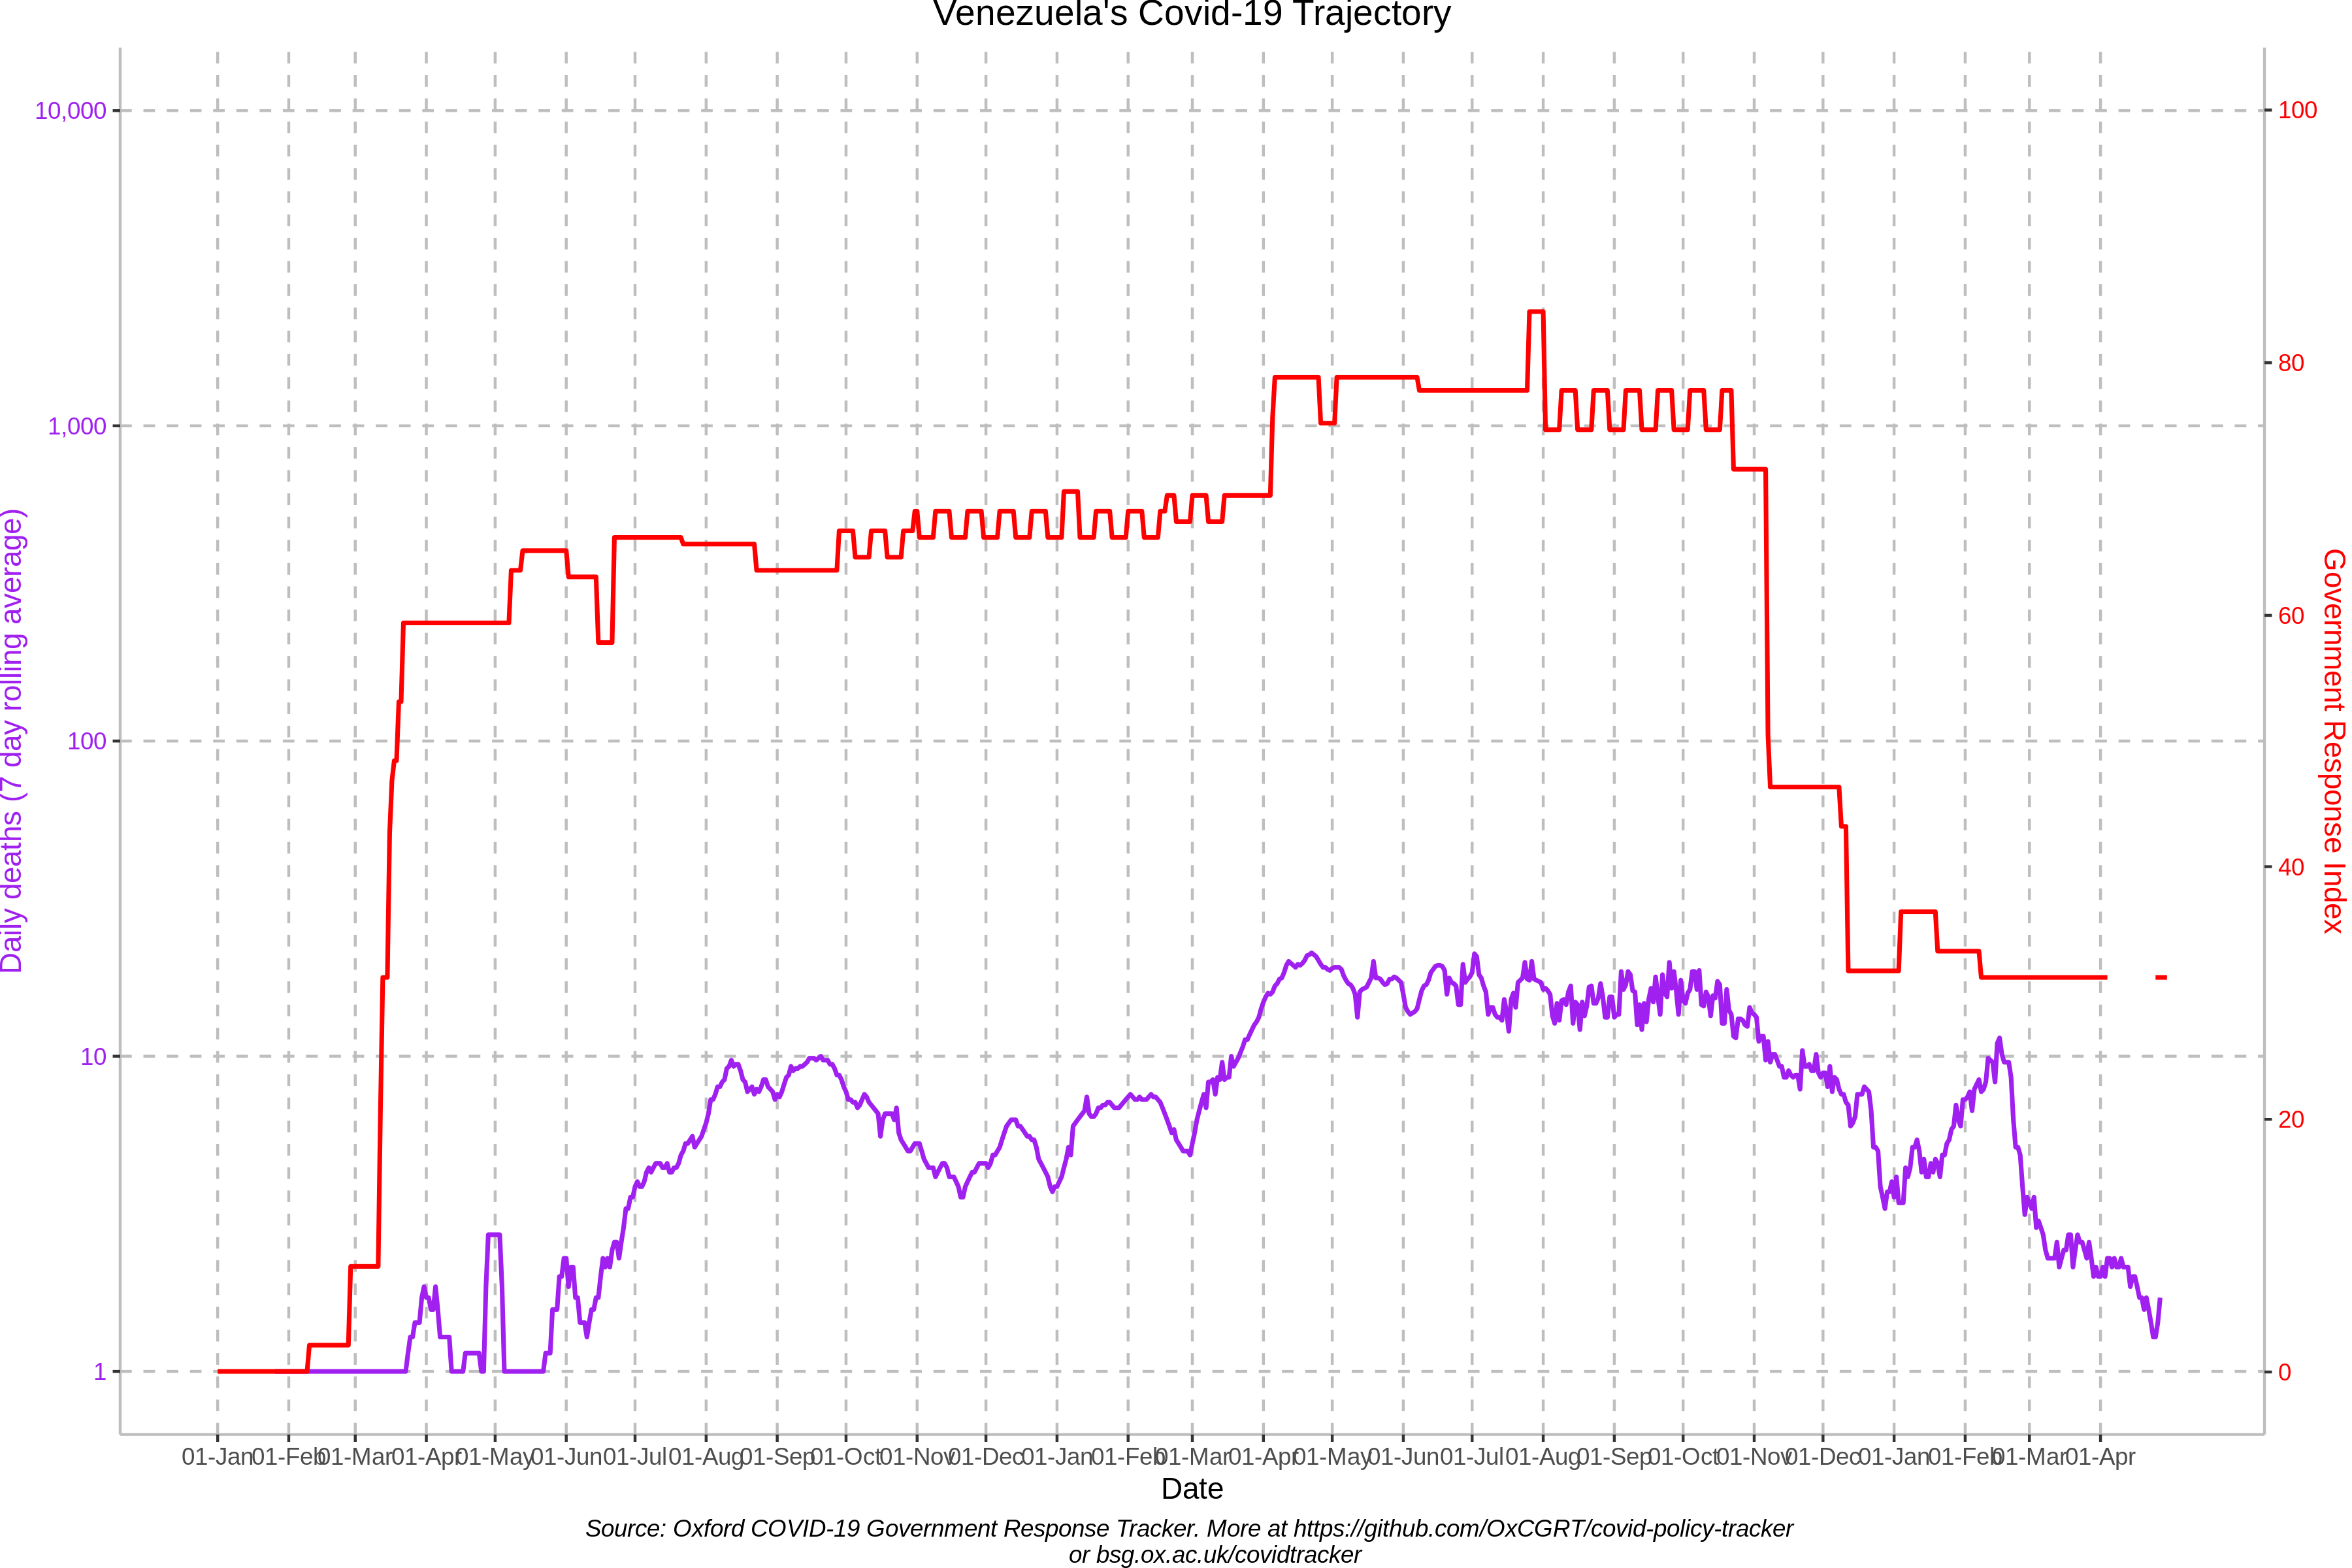 Venezuela's Covid-19 Trajectory
10,000
1,000
100
10
1
Daily deaths (7 day rolling average)
100
80
60
40
20
0
Government Response Index
01-Jan 01-Feb 01-Mar 01-Apr 01-May 01-Jun 01-Jul 01-Aug 01-Sep 01-Oct 01-Nov 01-Dec 01-Jan 01-Feb 01-Mar 01-Apr 01-May 01-Jun 01-Jul 01-Aug 01-Sep 01-Oct 01-Nov 01-Dec 01-Jan 01-Feb 01-Mar 01-Apr
Date
Source: Oxford COVID-19 Government Response Tracker. More at https://github.com/OxCGRT/covid-policy-tracker
or bsg.ox.ac.uk/covidtracker